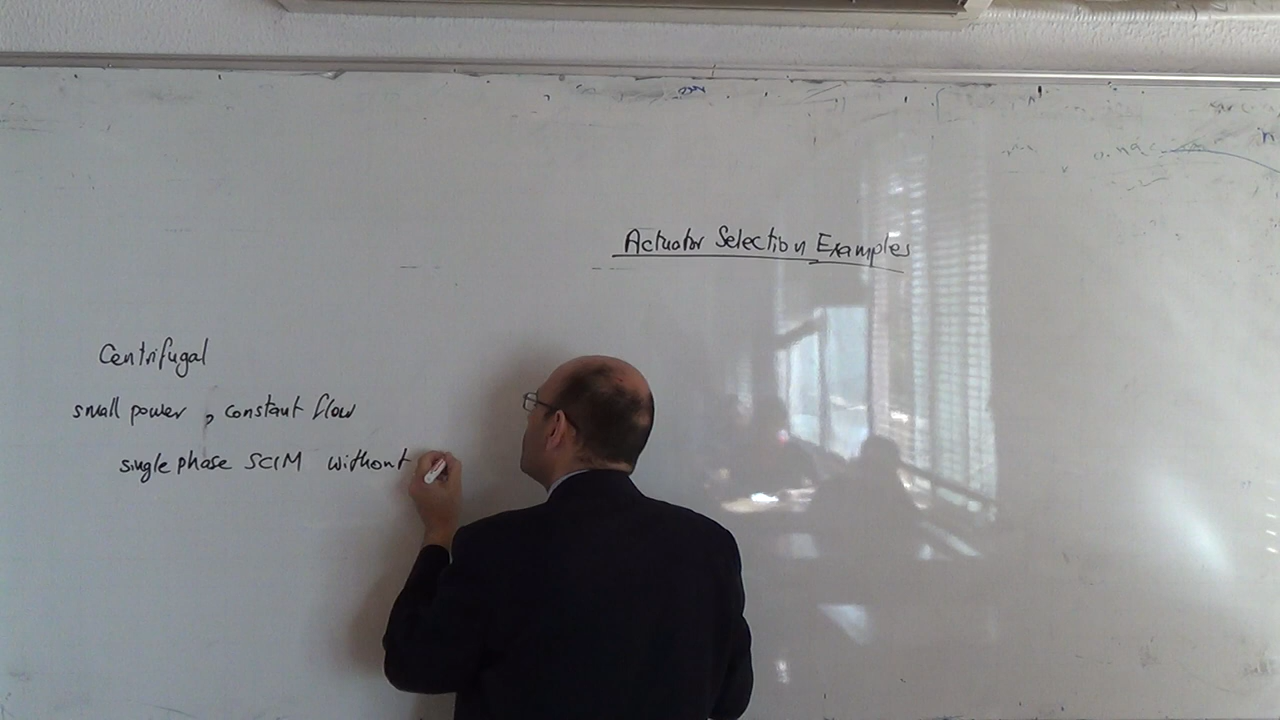 Actuator Selection Examples
Centrifugal
small power , constant flow
single phase SCIM without